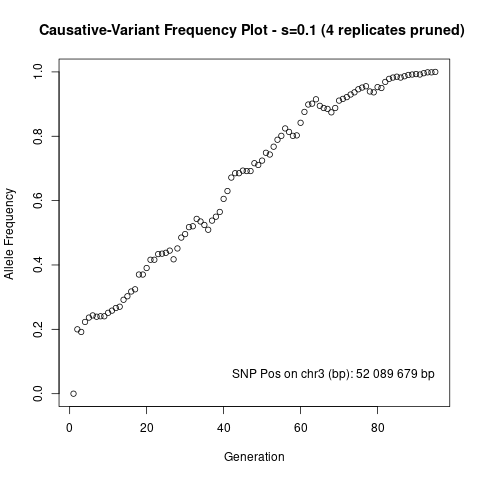 Causative-Variant Frequency Plot - s=0.1 (4 replicates pruned)
1.0
0.8
0.6
0.4
0.2
0.0
Allele Frequency
SNP Pos on chr3 (bp): 52 089 679 bp
0 20 40 60 80
Generation